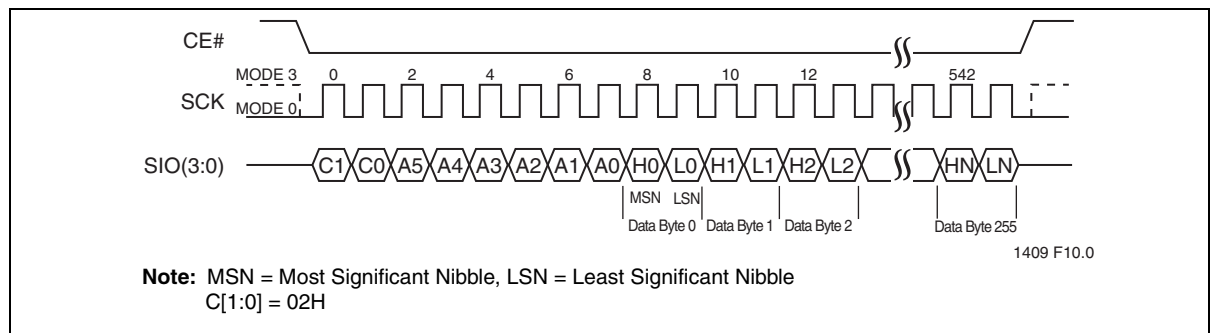 CE#
MODE 3 0 2 4 6 8 10 12 542
SCK
MODE 0
SIO(3:0) C1 C0 A5 A4 A3 A2 A1 A0 H0 L0 H1 L1 H2 L2 HN LN
MSN LSN
Data Byte 0 Data Byte 1 Data Byte 2 Data Byte 255
1409 F10.0
Note: MSN = Most Significant Nibble, LSN = Least Significant Nibble
C[1:0] = 02H